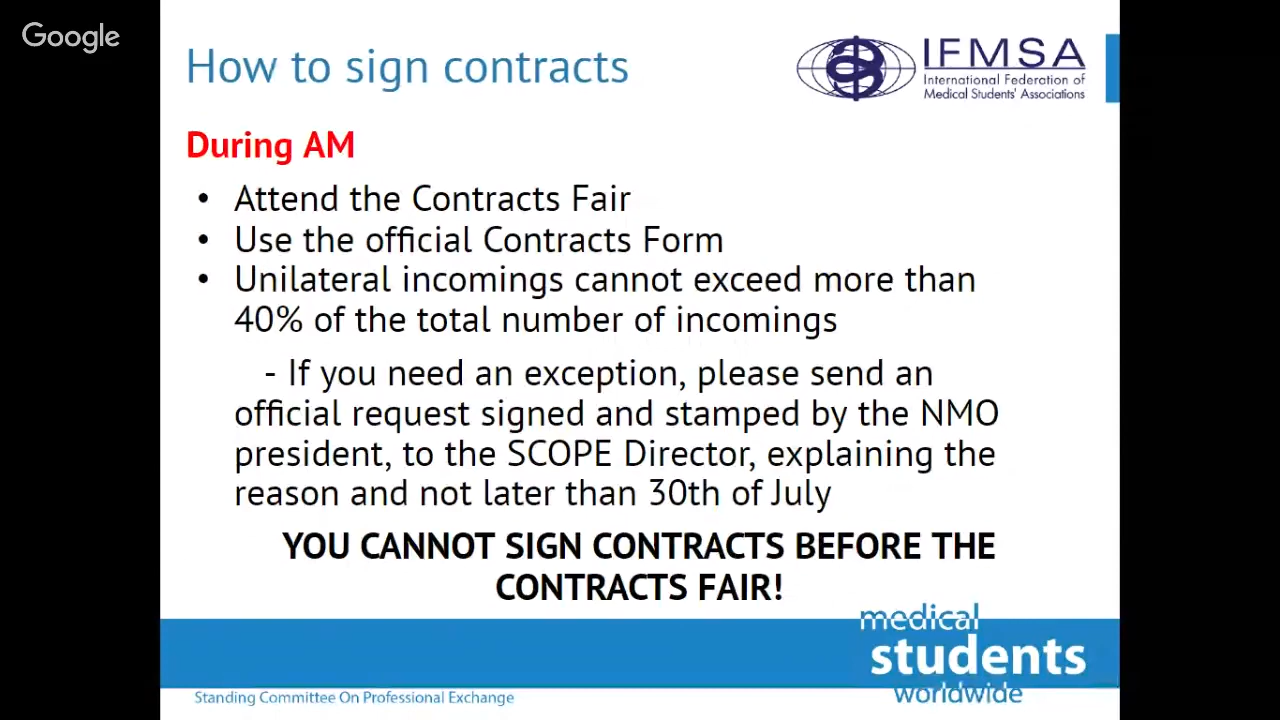 Google
How to sign contracts
IFMSA
International Federation of
Medical Students' Associations
During AM
• Attend the Contracts Fair
• Use the official Contracts Form
• Unilateral incomings cannot exceed more than
40% of the total number of incomings
- If you need an exception, please send an
official request signed and stamped by the NMO
president, to the SCOPE Director, explaining the
reason and not later than 30th of July
YOU CANNOT SIGN CONTRACTS BEFORE THE
CONTRACTS FAIR!
medical
students
worldwide
Standing Committee On Professional Exchange